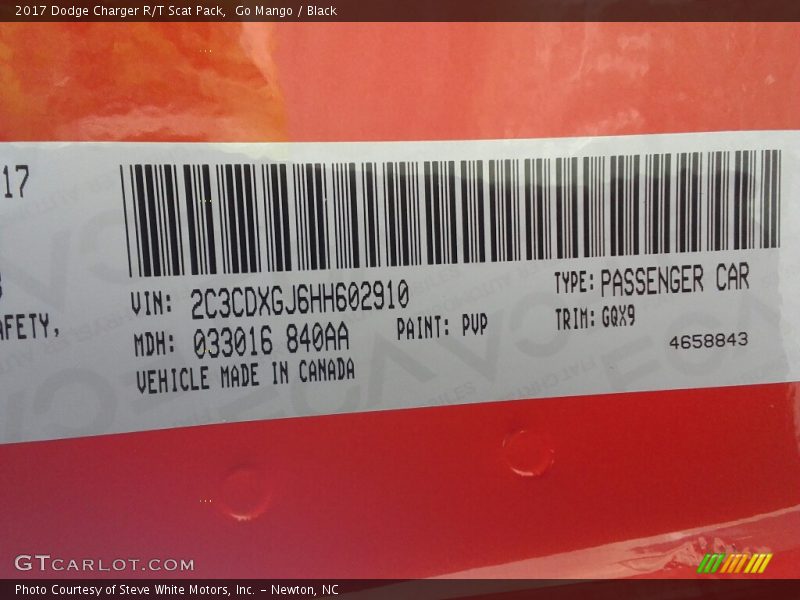 2017 Dodge Charger R/T Scat Pack, Go Mango / Black
17
AFETY,
VIN: 2C3CDXGJ6HH602910
TYPE: PASSENGER CAR
MDH: 033016 840AA
PAINT: PVP
TRIM: GQX9
VEHICLE MADE IN CANADA
4658843
GTCARLOT.COM
Photo Courtesy of Steve White Motors, Inc. – Newton, NC